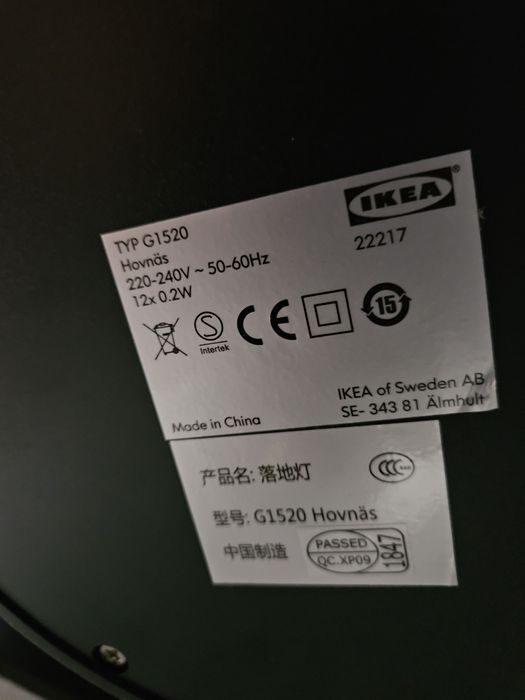 IKEA®
22217
TYP G1520
Hovnäs
220-240V ~ 50-60Hz
12x 0.2W
S
Intertek
CE
15
IKEA of Sweden AB
SE- 343 81 Älmhult
Made in China
产品名: 落地灯
CCC
型号: G1520 Hovnäs
中国制造
PASSED
QC.XP09
1847